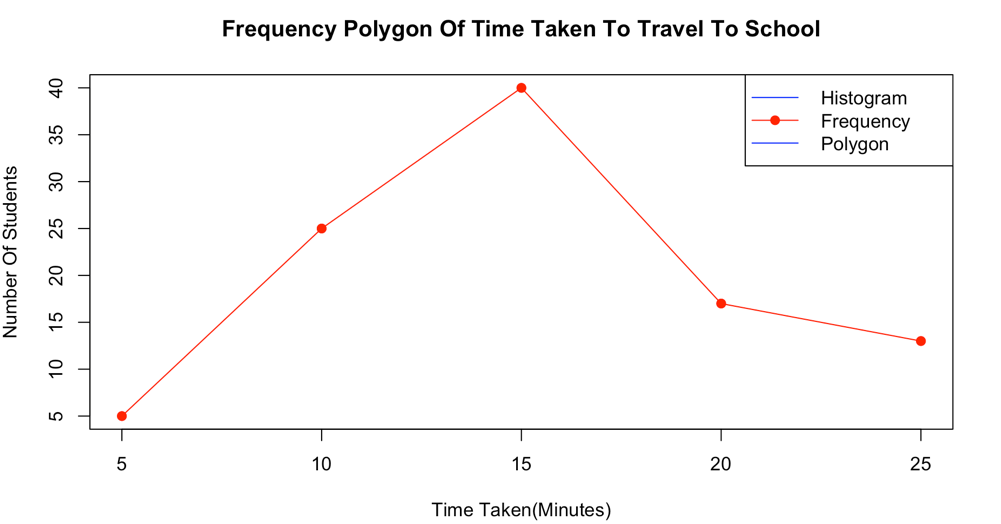 Frequency Polygon Of Time Taken To Travel To School
Histogram
Frequency
Polygon
Number Of Students
40
35
30
25
20
15
10
5
5 10 15 20 25
Time Taken(Minutes)